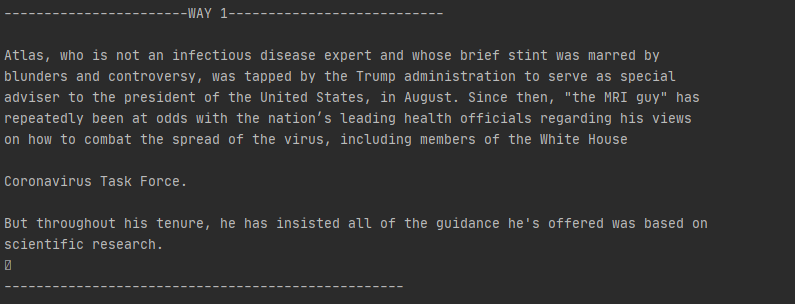 -----------------------WAY 1---------------------------
Atlas, who is not an infectious disease expert and whose brief stint was marred by
blunders and controversy, was tapped by the Trump administration to serve as special
adviser to the president of the United States, in August. Since then, "the MRI guy" has
repeatedly been at odds with the nation’s leading health officials regarding his views
on how to combat the spread of the virus, including members of the White House
Coronavirus Task Force.
But throughout his tenure, he has insisted all of the guidance he's offered was based on
scientific research.
--------------------------------------------------